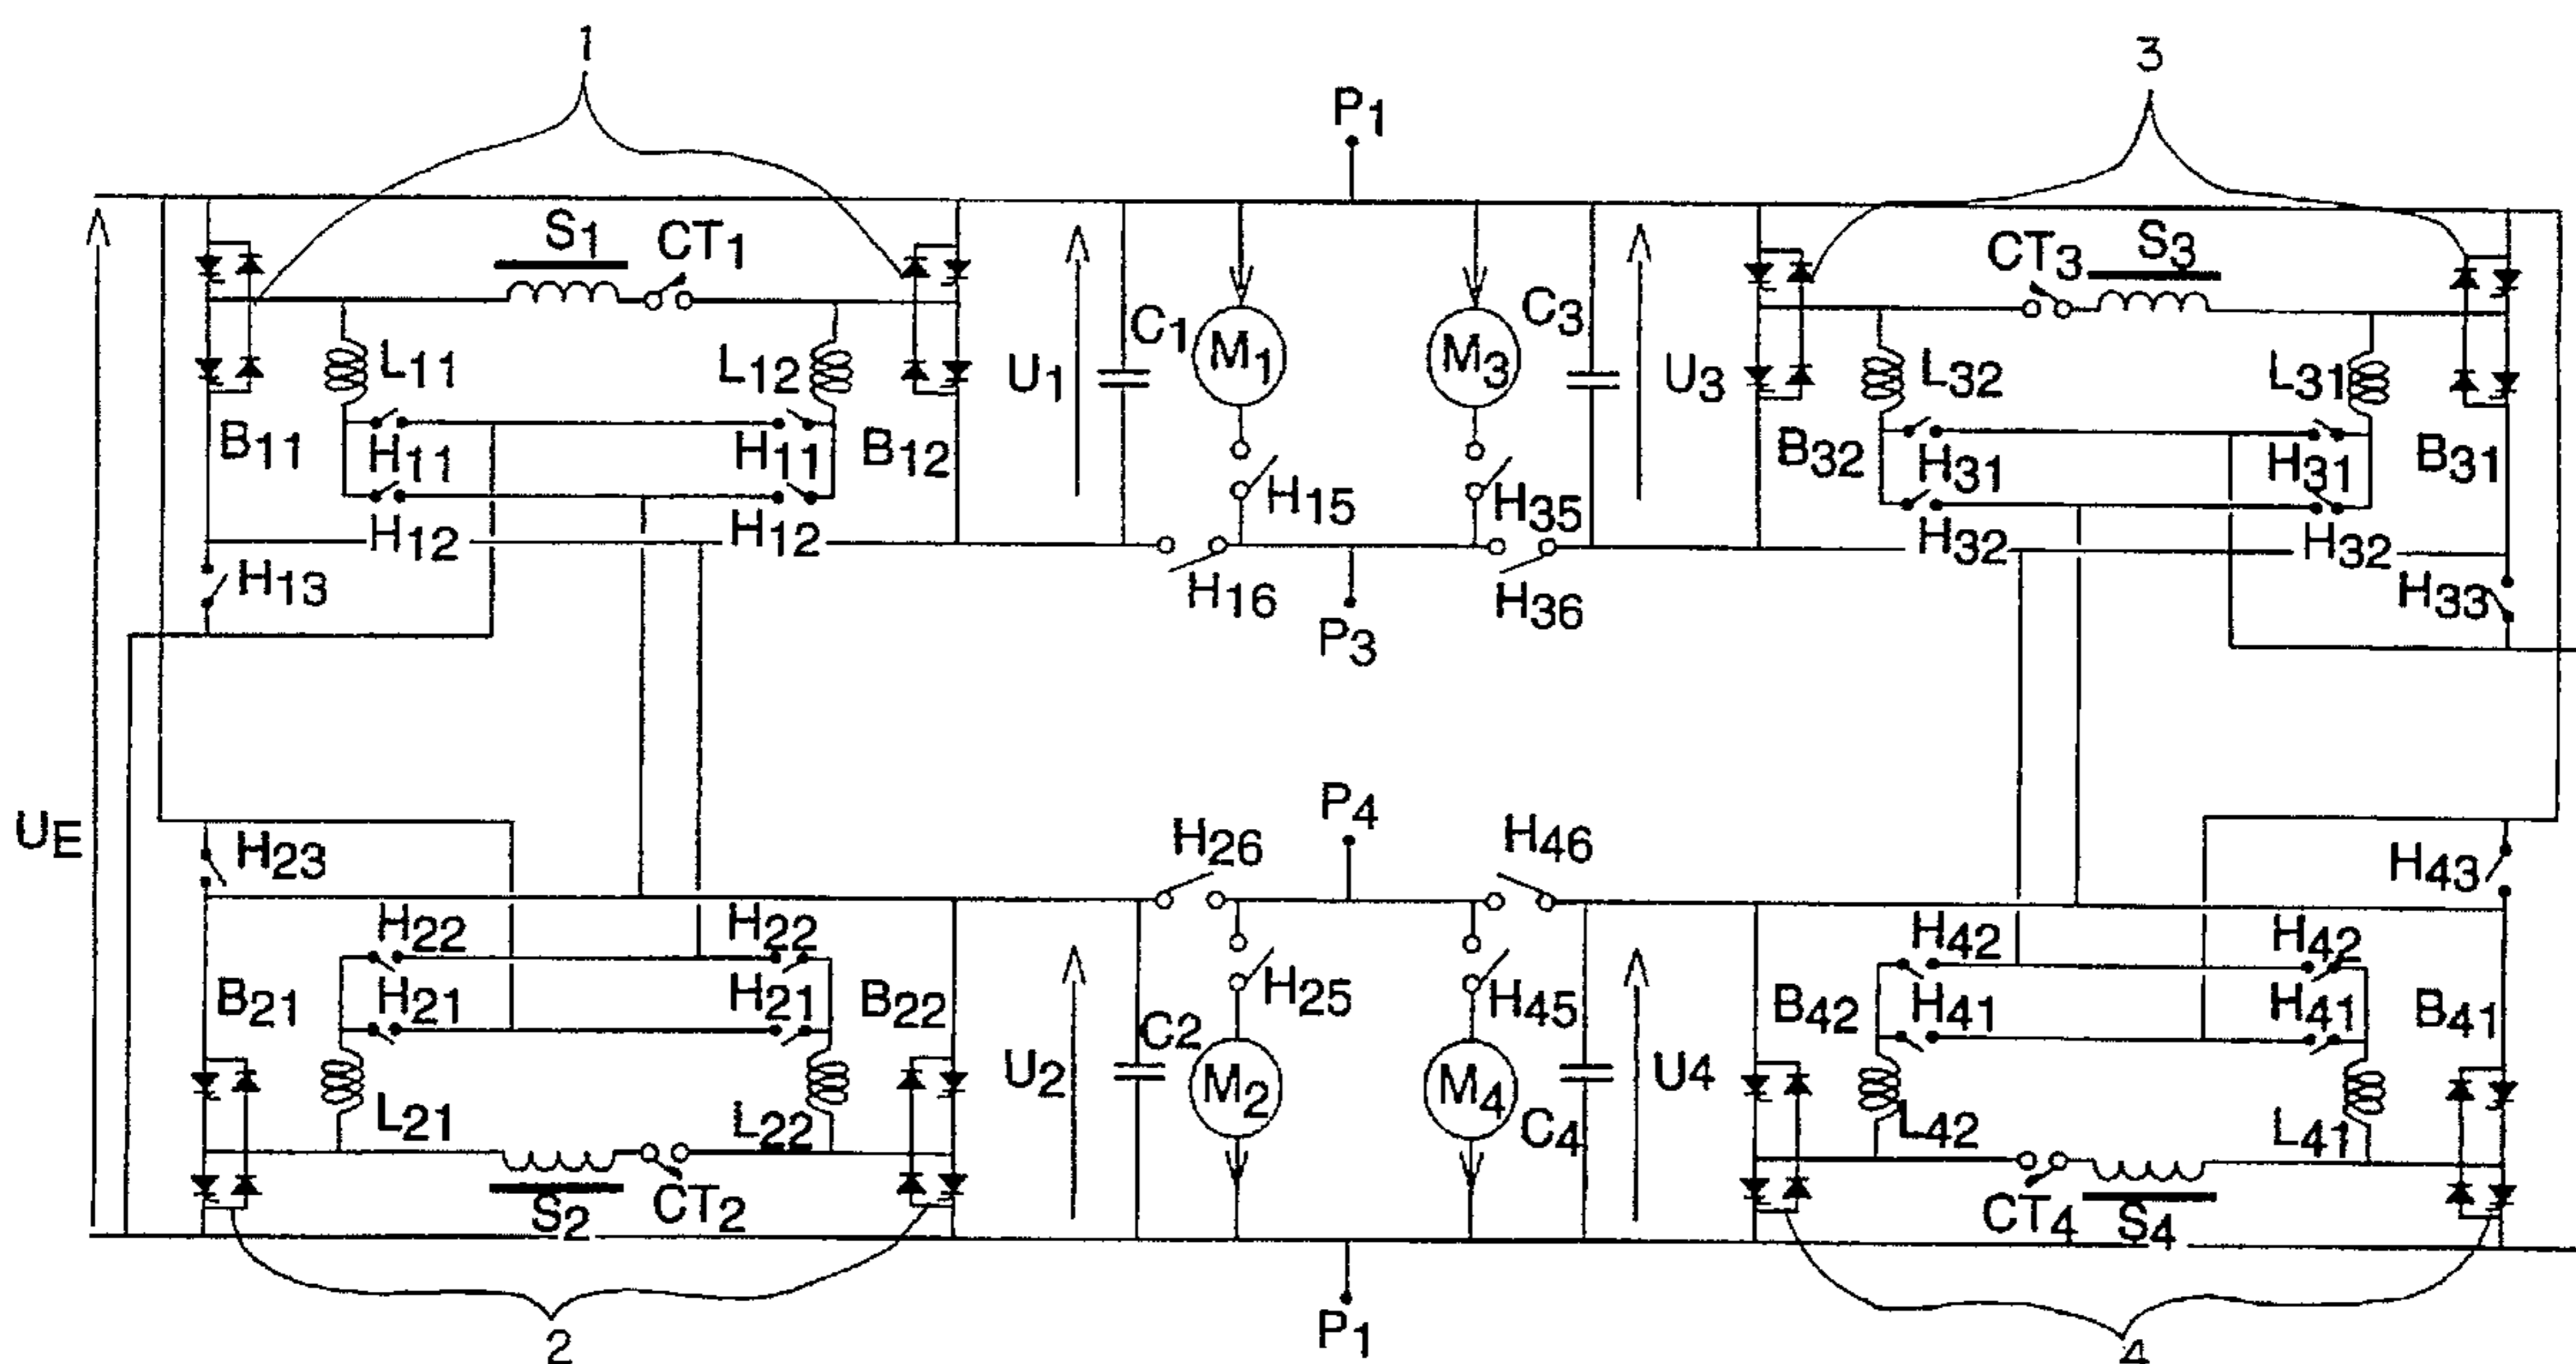 1
3
P1
S1
CT1
CT3
S3
C1
M1
M3
C3
L11
L12
U1
U3
L32
L31
B11
H11
H11
B12
B32
H31
H31
B31
H15
H35
H12
H12
H32
H32
H13
H16
H36
H33
P3
UE
P4
H23
H26
H46
H43
H22
H22
H42
H42
B21
H21
H21
B22
H25
H45
B42
H41
H41
B41
U2
C2
M2
M4
C4
U4
L21
L22
L42
L41
S2
CT2
CT4
S4
P1
2
4